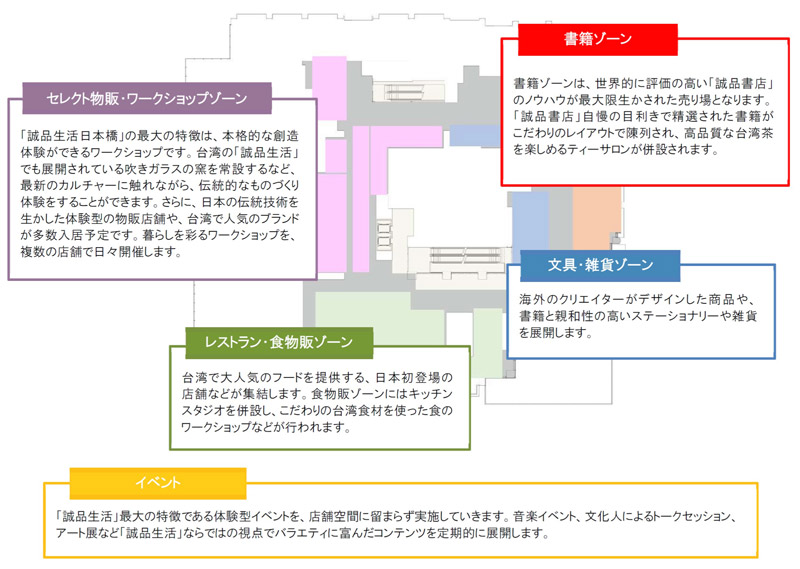 書籍ゾーン
書籍ゾーンは、世界的に評価の高い「誠品書店」
のノウハウが最大限生かされた売り場となります。
「誠品書店」自慢の目利きで精選された書籍が
こだわりのレイアウトで陳列され、高品質な台湾茶
を楽しめるティーサロンが併設されます。
セレクト物販・ワークショップゾーン
「誠品生活日本橋」の最大の特徴は、本格的な創造
体験ができるワークショップです。台湾の「誠品生活」
でも展開されている吹きガラスの窯を常設するなど、
最新のカルチャーに触れながら、伝統的なものづくり
体験をすることができます。さらに、日本の伝統技術を
生かした体験型の物販店舗や、台湾で人気のブランド
が多数入居予定です。暮らしを彩るワークショップを、
複数の店舗で日々開催します。
文具・雑貨ゾーン
海外のクリエイターがデザインした商品や、
書籍と親和性の高いステーショナリーや雑貨
を展開します。
レストラン・食物販ゾーン
台湾で大人気のフードを提供する、日本初登場の
店舗などが集結します。食物販ゾーンにはキッチン
スタジオを併設し、こだわりの台湾食材を使った食の
ワークショップなどが行われます。
イベント
「誠品生活」最大の特徴である体験型イベントを、店舗空間に留まらず実施していきます。音楽イベント、文化人によるトークセッション、
アート展など「誠品生活」ならではの視点でバラエティに富んだコンテンツを定期的に展開します。